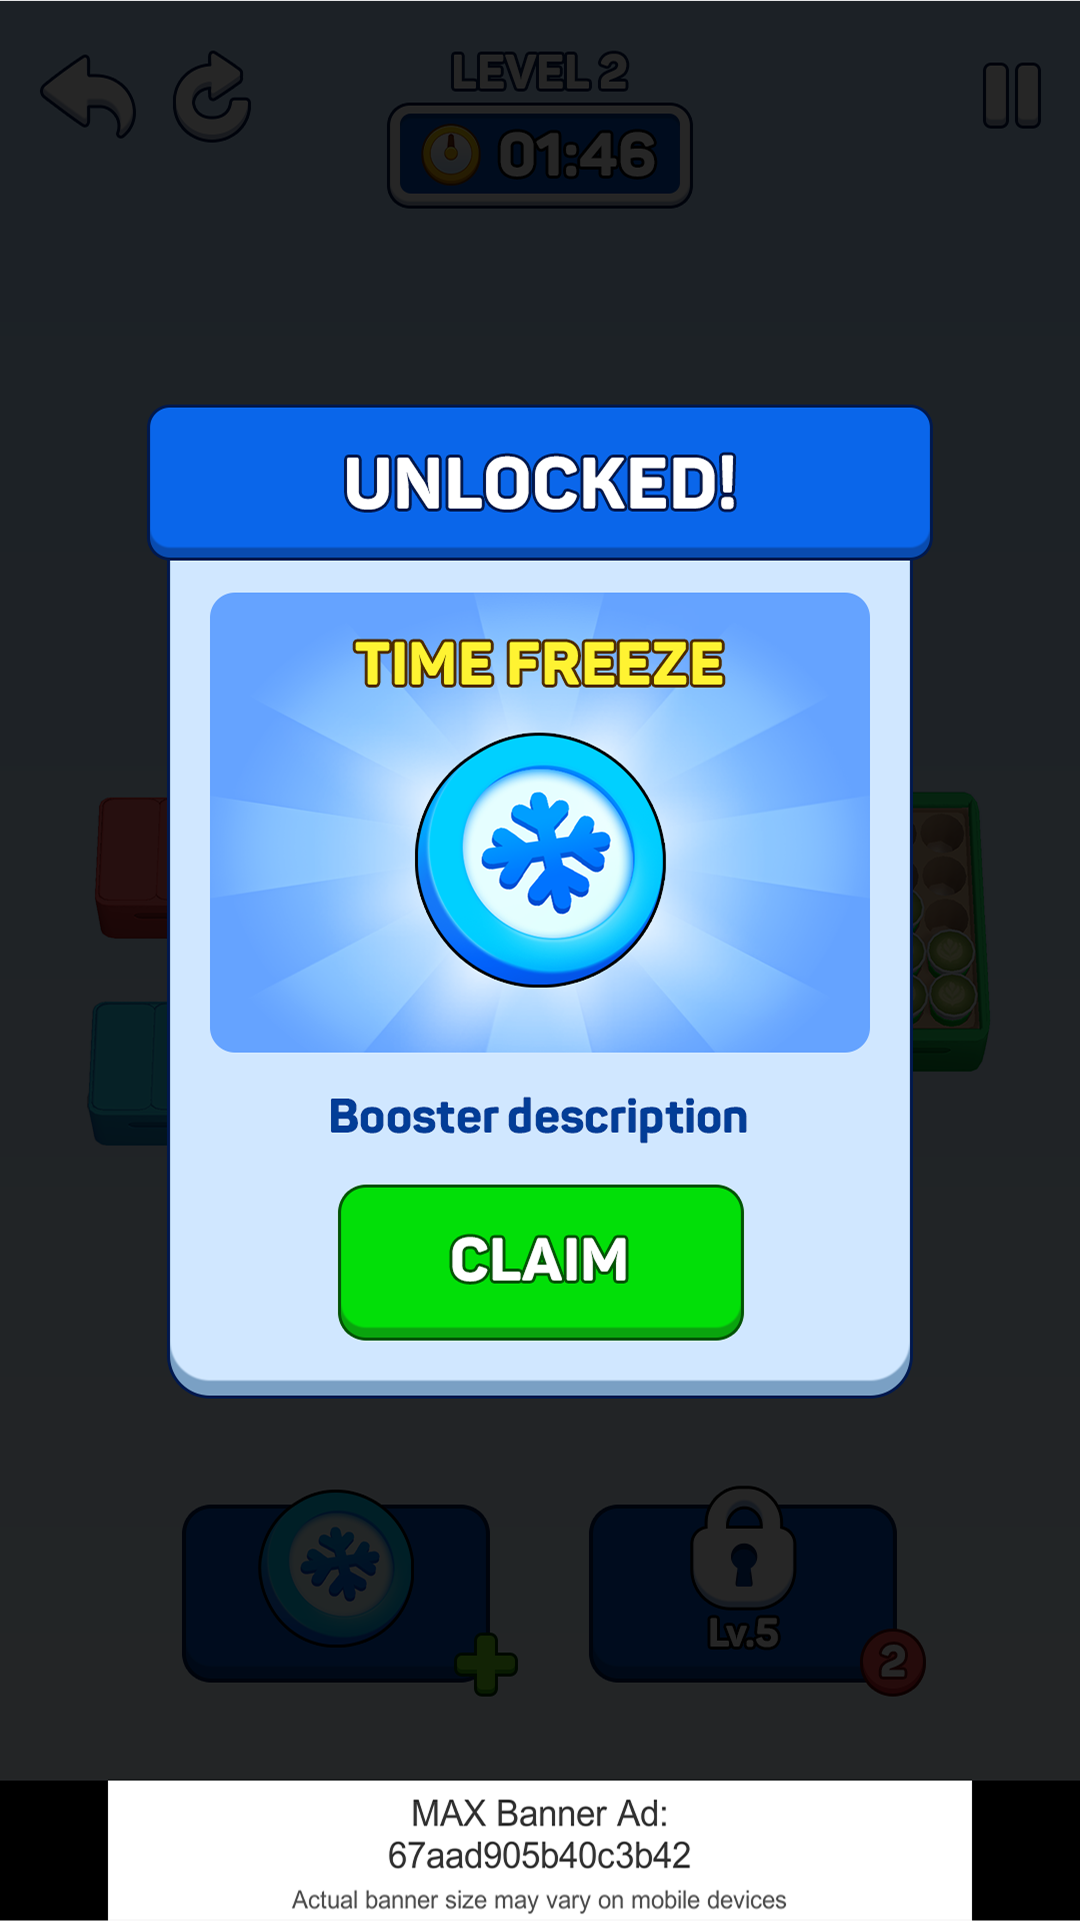 LEVEL 2
01:46
UNLOCKED!
TIME FREEZE
Booster description
CLAIM
Lv.5
2
MAX Banner Ad:
67aad905b40c3b42
Actual banner size may vary on mobile devices